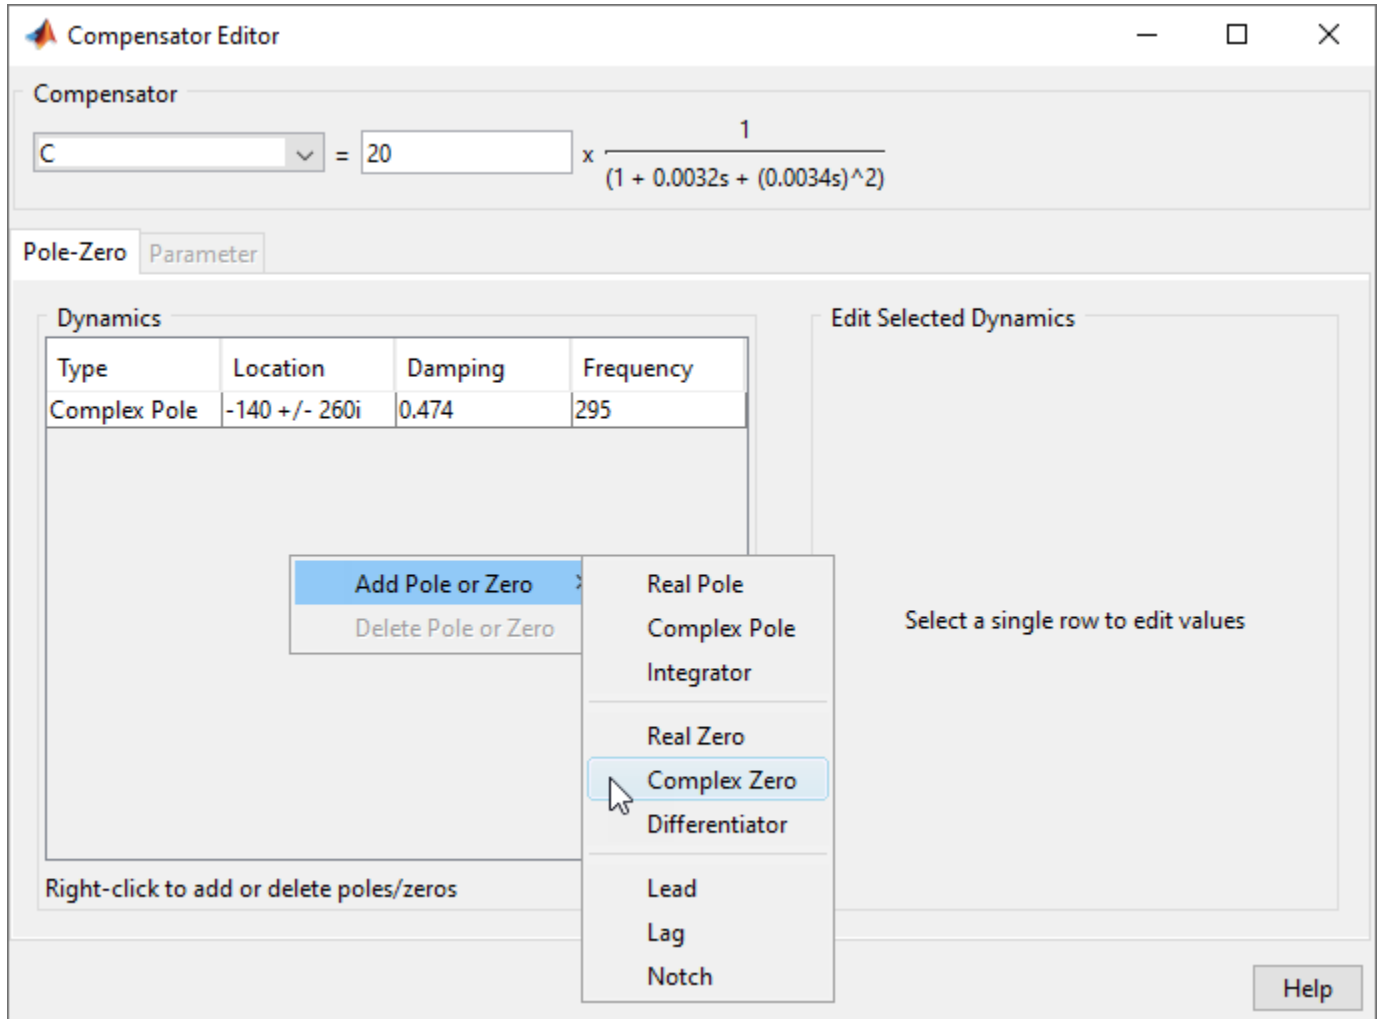 Compensator Editor
Compensator
C = 20 x 1
(1 + 0.0032s + (0.0034s)^2)
Pole-Zero Parameter
Dynamics
Type Location Damping Frequency
Complex Pole -140 +/- 260i 0.474 295
Add Pole or Zero
Delete Pole or Zero
Real Pole
Complex Pole
Integrator
Real Zero
Complex Zero
Differentiator
Lead
Lag
Notch
Right-click to add or delete poles/zeros
Edit Selected Dynamics
Select a single row to edit values
Help